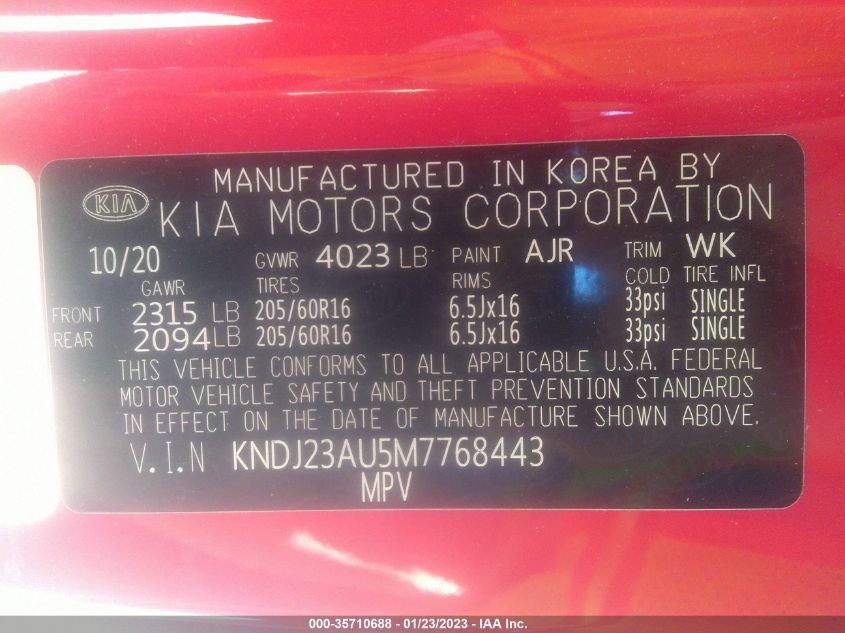 MANUFACTURED IN KOREA BY
KIA KIA MOTORS CORPORATION
10/20 GVWR 4023 LB PAINT AJR TRIM WK
GAWR TIRES RIMS COLD TIRE INFL
FRONT 2315 LB 205/60R16 6.5Jx16 33psi SINGLE
REAR 2094 LB 205/60R16 6.5Jx16 33psi SINGLE
THIS VEHICLE CONFORMS TO ALL APPLICABLE U.S.A. FEDERAL
MOTOR VEHICLE SAFETY AND THEFT PREVENTION STANDARDS
IN EFFECT ON THE DATE OF MANUFACTURE SHOWN ABOVE.
V.I.N KNDJ23AU5M7768443
MPV
000-35710688 - 01/23/2023 - IAA Inc.